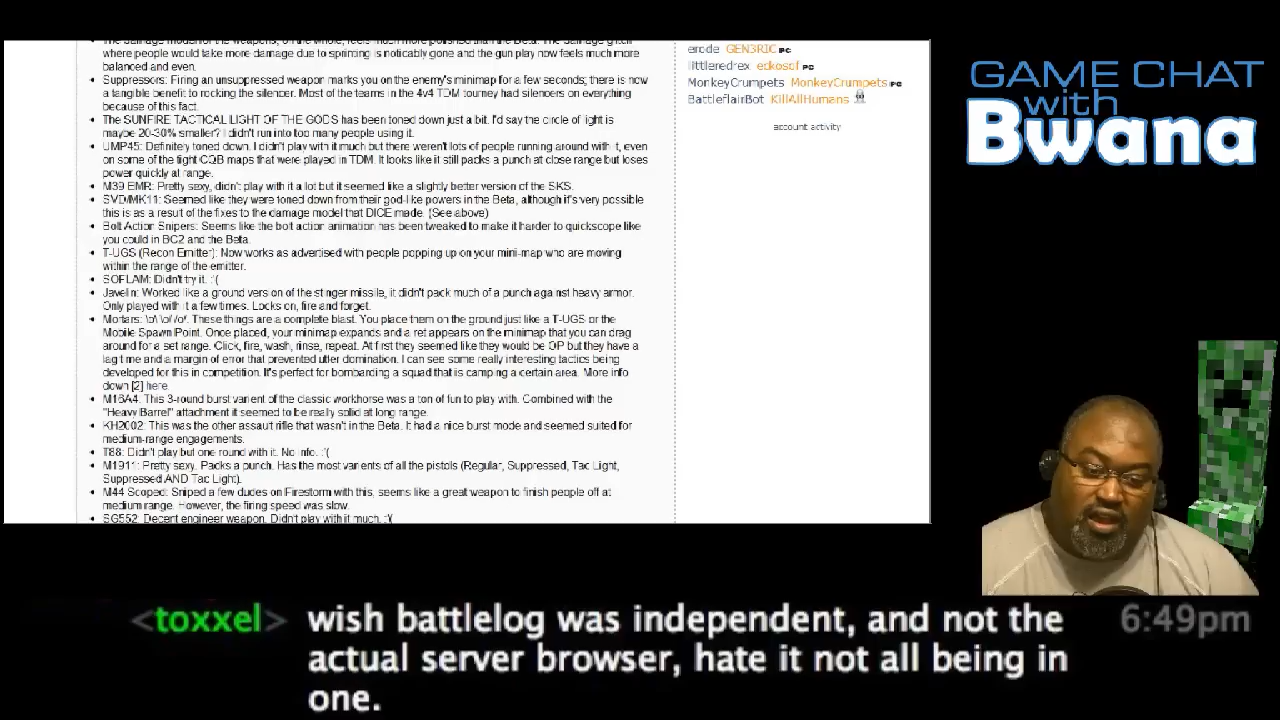 where people would take more damage due to sprinting is noticably gone and the gun play now feels much more
balanced and even.
Suppressors: Firing an unsuppressed weapon marks you on the enemy's minimap for a few seconds; there is now
a tangible benefit to rocking the silencer. Most of the teams in the 4v4 TDM tourney had silencers on everything
because of this fact.
The SUNFIRE TACTICAL LIGHT OF THE GODS has been toned down just a bit. I'd say the circle of light is
maybe 20-30% smaller? I didn't run into too many people using it.
UMP45: Definitely toned down. I didn't play with it much but there weren't lots of people running around with it, even
on some of the tight CQB maps that were played in TDM. It looks like it still packs a punch at close range but loses
power quickly at range.
M39 EMR: Pretty sexy, didn't play with it a lot but it seemed like a slightly better version of the SKS.
SVD/MK11: Seemed like they were toned down from their god-like powers in the Beta, although it's very possible
this is as a result of the fixes to the damage model that DICE made. (See above)
Bolt Action Snipers: Seems like the bolt action animation has been tweaked to make it harder to quickscope like
you could in BC2 and the Beta.
T-UGS (Recon Emitter): Now works as advertised with people popping up on your mini-map who are moving
within the range of the emitter.
SOFLAM: Didn't try it. :'(
Javelin: Worked like a ground version of the stinger missile, it didn't pack much of a punch against heavy armor.
Only played with it a few times. Locks on, fire and forget.
Mortars: \o\ \o/ /o/. These things are a complete blast. You place them on the ground just like a T-UGS or the
Mobile Spawn Point. Once placed, your minimap expands and a ret appears on the minimap that you can drag
around for a set range. Click, fire, wash, rinse, repeat. At first they seemed like they would be OP but they have a
lag time and a margin of error that prevented utter domination. I can see some really interesting tactics being
developed for this in competition. It's perfect for bombarding a squad that is camping a certain area. More info
down [2] here.
M16A4: This 3-round burst varient of the classic workhorse was a ton of fun to play with. Combined with the
"Heavy Barrel" attachment it seemed to be really solid at long range.
KH2002: This was the other assault rifle that wasn't in the Beta. It had a nice burst mode and seemed suited for
medium-range engagements.
T88: Didn't play but one round with it. No info. :'(
M1911: Pretty sexy. Packs a punch. Has the most varients of all the pistols (Regular, Suppressed, Tac Light,
Suppressed AND Tac Light).
M44 Scoped: Sniped a few dudes on Firestorm with this, seems like a great weapon to finish people off at
medium range. However, the firing speed was slow.
SG552: Decent engineer weapon. Didn't play with it much. :'(
erode GEN3RIC PC
littleredrex eckosof PC
MonkeyCrumpets MonkeyCrumpets PC
BattleflairBot KillAllHumans
account activity
GAME CHAT
with
Bwana
<toxxel> wish battlelog was independent, and not the 6:49pm
actual server browser, hate it not all being in
one.